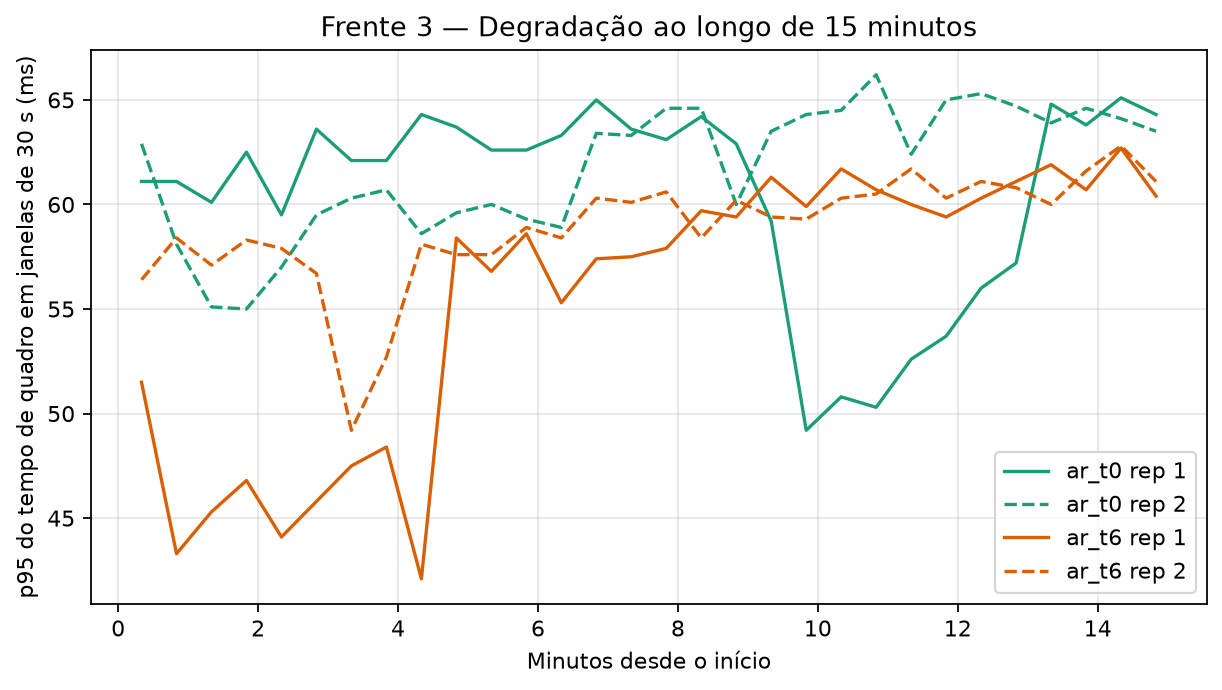 Frente 3 — Degradação ao longo de 15 minutos
p95 do tempo de quadro em janelas de 30 s (ms)
65
60
55
50
45
0 2 4 6 8 10 12 14
Minutos desde o início
ar_t0 rep 1
ar_t0 rep 2
ar_t6 rep 1
ar_t6 rep 2